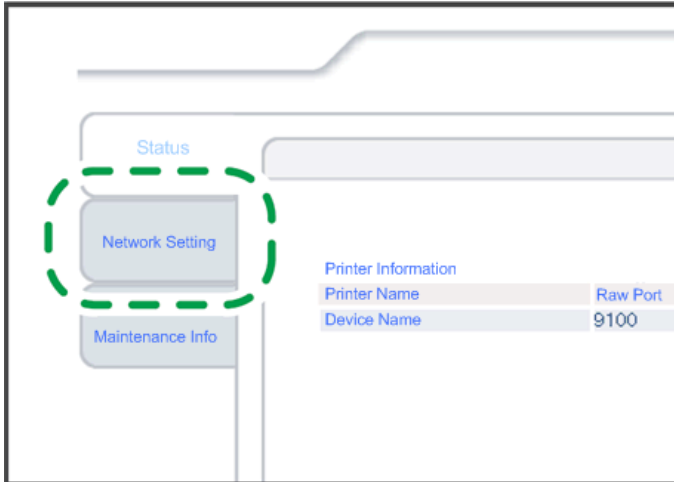 Status
Network Setting
Maintenance Info
Printer Information
Printer Name Raw Port
Device Name 9100